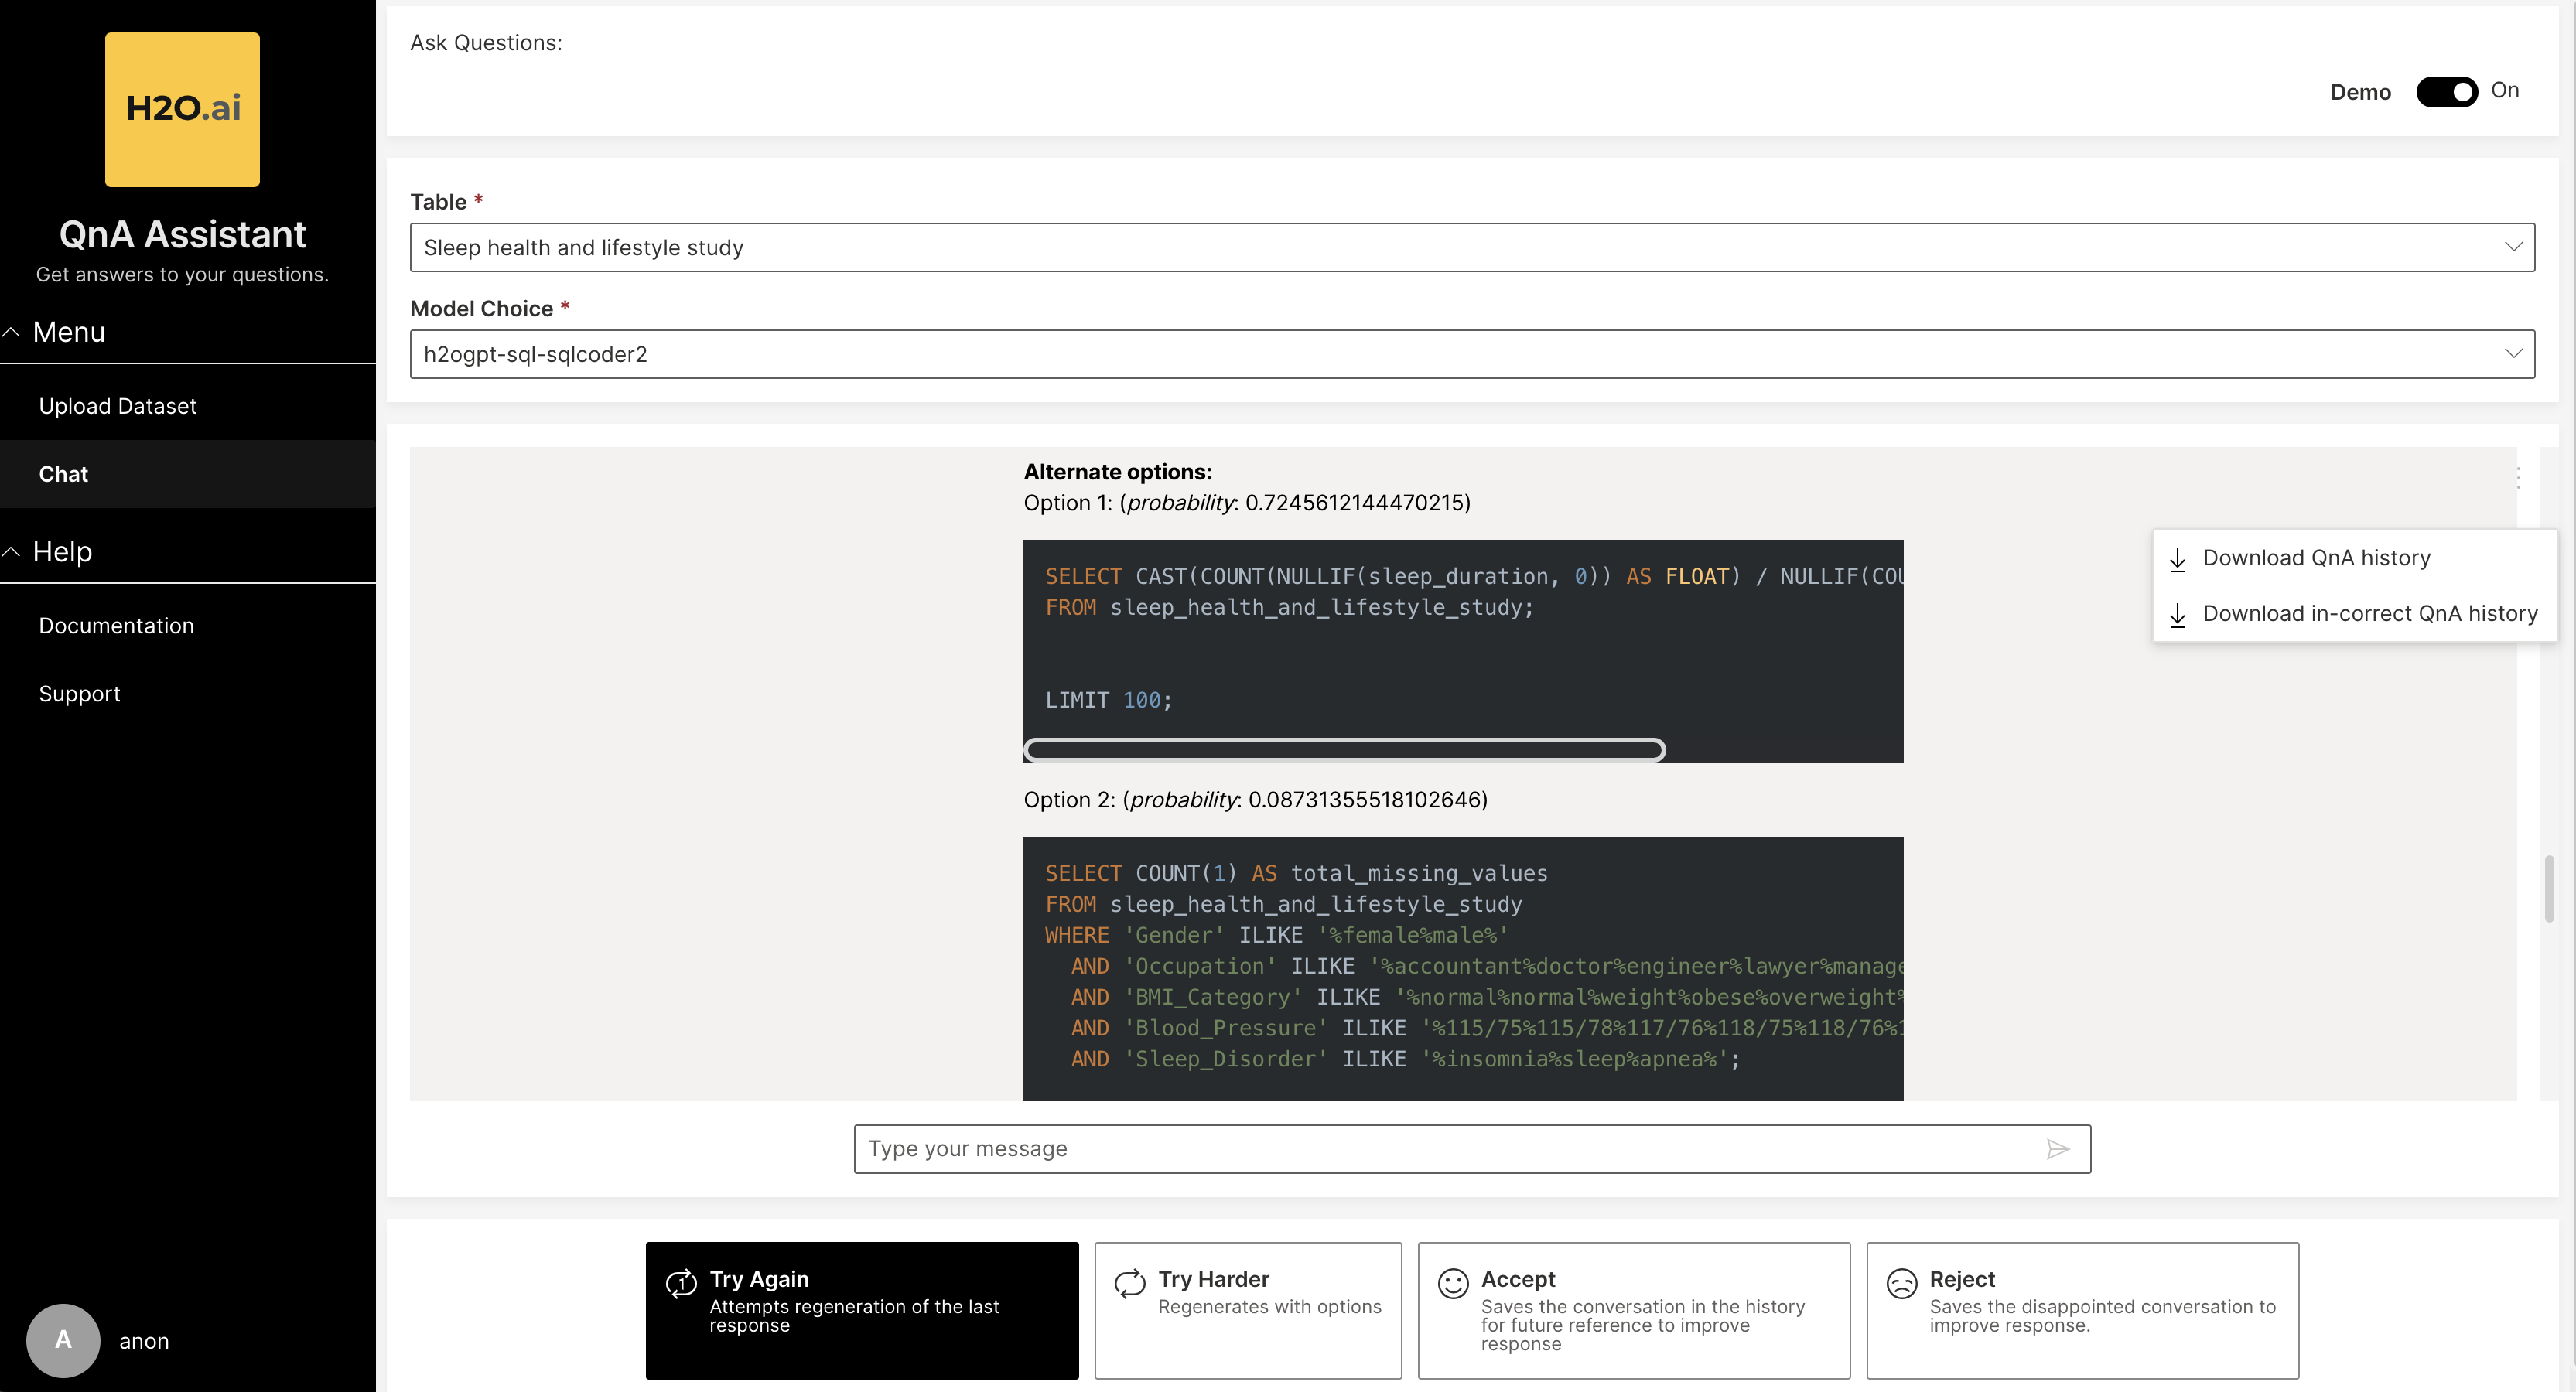 H2O.ai
QnA Assistant
Get answers to your questions.
Menu
Upload Dataset
Chat
Help
Documentation
Support
A
anon
Ask Questions:
Demo On
Table *
Sleep health and lifestyle study
Model Choice *
h2ogpt-sql-sqlcoder2
Alternate options:
Option 1: (probability: 0.7245612144470215)
SELECT CAST(COUNT(NULLIF(sleep_duration, 0)) AS FLOAT) / NULLIF(COU
FROM sleep_health_and_lifestyle_study;
LIMIT 100;
Option 2: (probability: 0.08731355518102646)
SELECT COUNT(1) AS total_missing_values
FROM sleep_health_and_lifestyle_study
WHERE 'Gender' ILIKE '%female%male%'
AND 'Occupation' ILIKE '%accountant%doctor%engineer%lawyer%manage
AND 'BMI_Category' ILIKE '%normal%normal%weight%obese%overweight%
AND 'Blood_Pressure' ILIKE '%115/75%115/78%117/76%118/75%118/76%1
AND 'Sleep_Disorder' ILIKE '%insomnia%sleep%apnea%';
Download QnA history
Download in-correct QnA history
Type your message
Try Again
Attempts regeneration of the last
response
Try Harder
Regenerates with options
Accept
Saves the conversation in the history
for future reference to improve
response
Reject
Saves the disappointed conversation to
improve response.